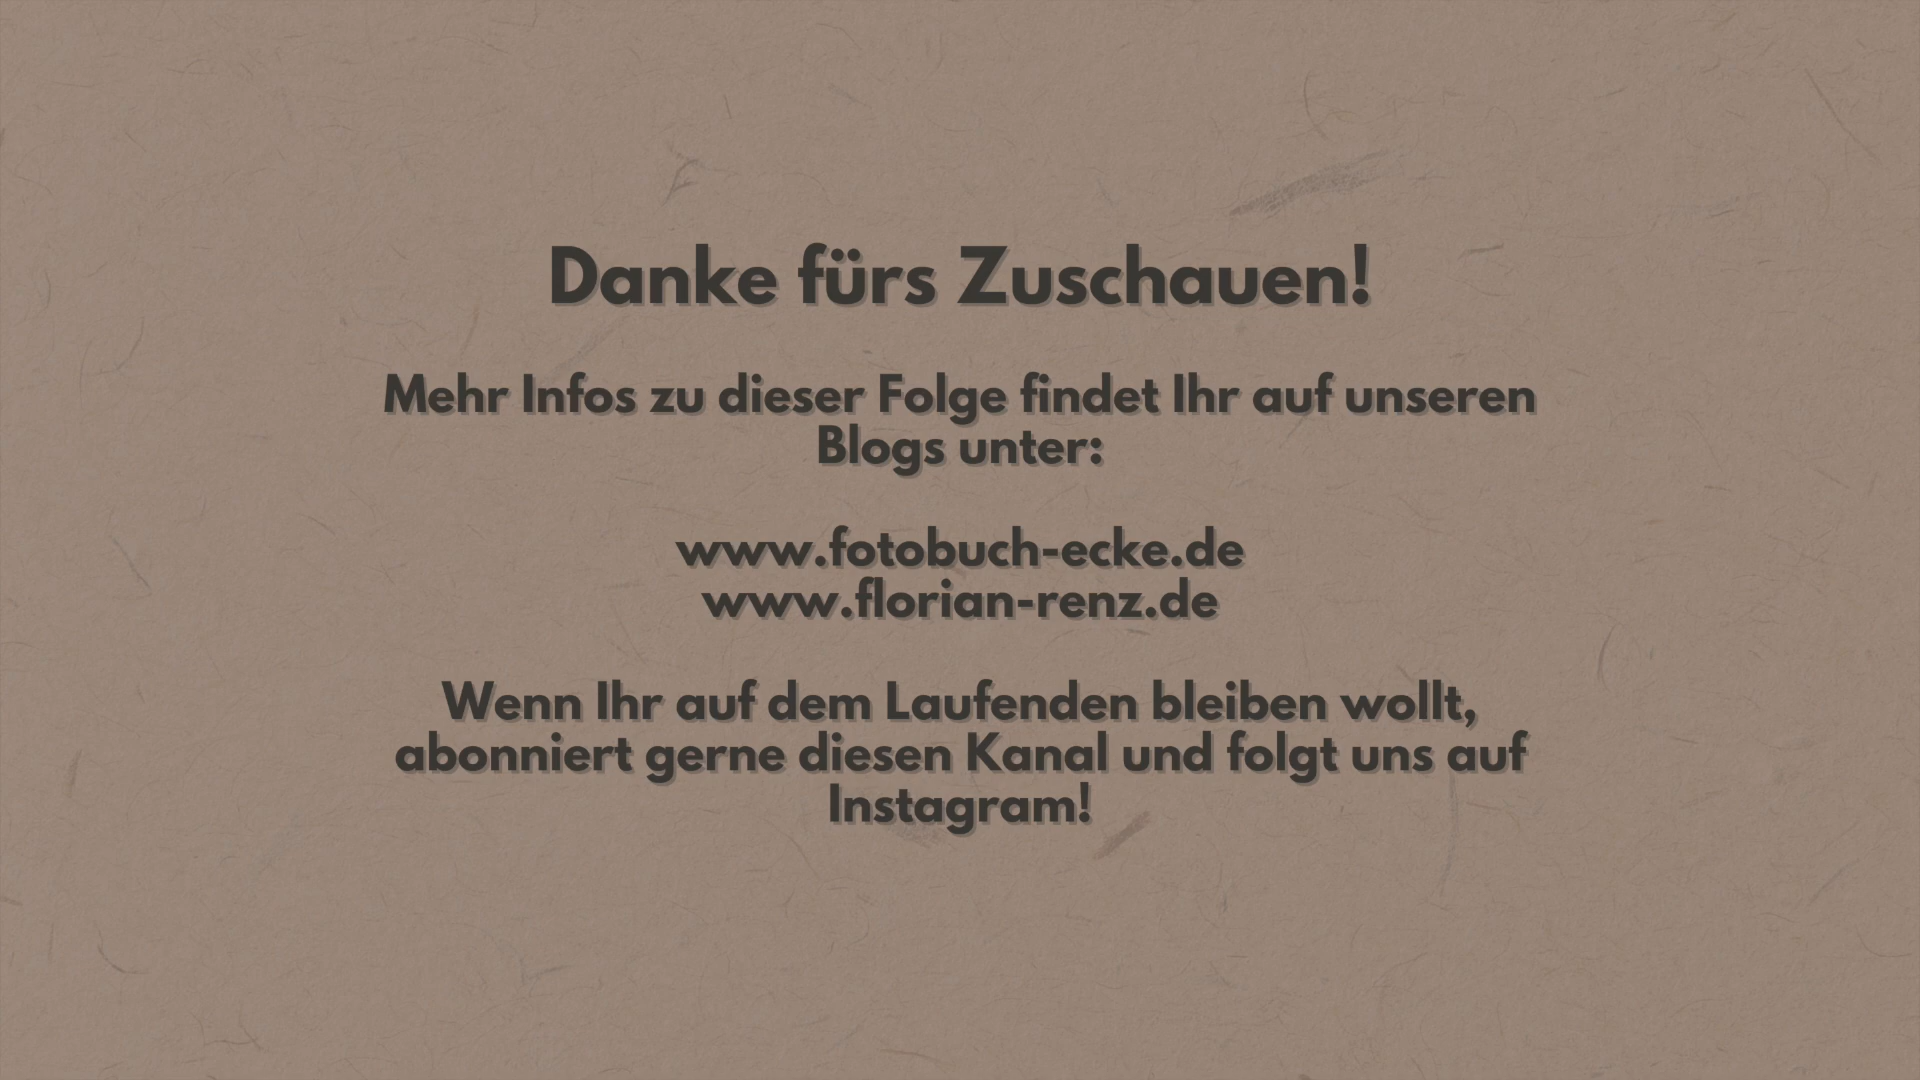 Danke fürs Zuschauen!
Mehr Infos zu dieser Folge findet Ihr auf unseren
Blogs unter:
www.fotobuch-ecke.de
www.florian-renz.de
Wenn Ihr auf dem Laufenden bleiben wollt,
abonniert gerne diesen Kanal und folgt uns auf
Instagram!